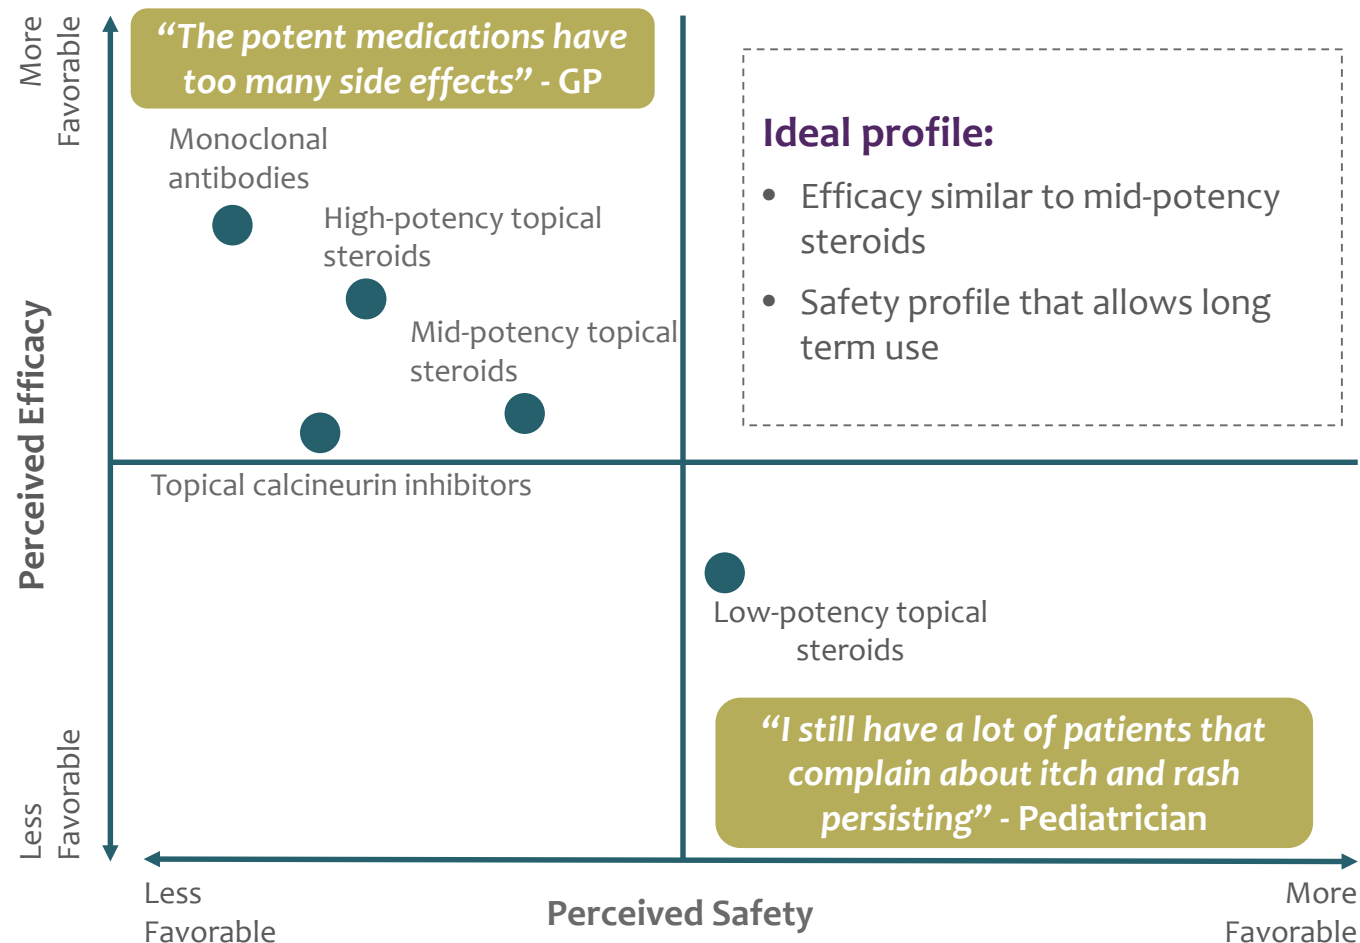 More
Favorable
“The potent medications have
too many side effects” - GP
Monoclonal
antibodies
High-potency topical
steroids
Mid-potency topical
steroids
Topical calcineurin inhibitors
Ideal profile:
• Efficacy similar to mid-potency
steroids
• Safety profile that allows long
term use
Perceived Efficacy
Low-potency topical
steroids
“I still have a lot of patients that
complain about itch and rash
persisting” - Pediatrician
Less
Favorable
Less
Favorable
Perceived Safety
More
Favorable